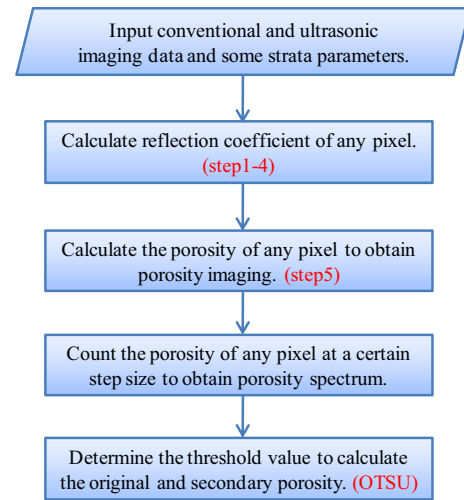 Input conventional and ultrasonic
imaging data and some strata parameters.
Calculate reflection coefficient of any pixel.
(step1-4)
Calculate the porosity of any pixel to obtain
porosity imaging. (step5)
Count the porosity of any pixel at a certain
step size to obtain porosity spectrum.
Determine the threshold value to calculate
the original and secondary porosity. (OTSU)